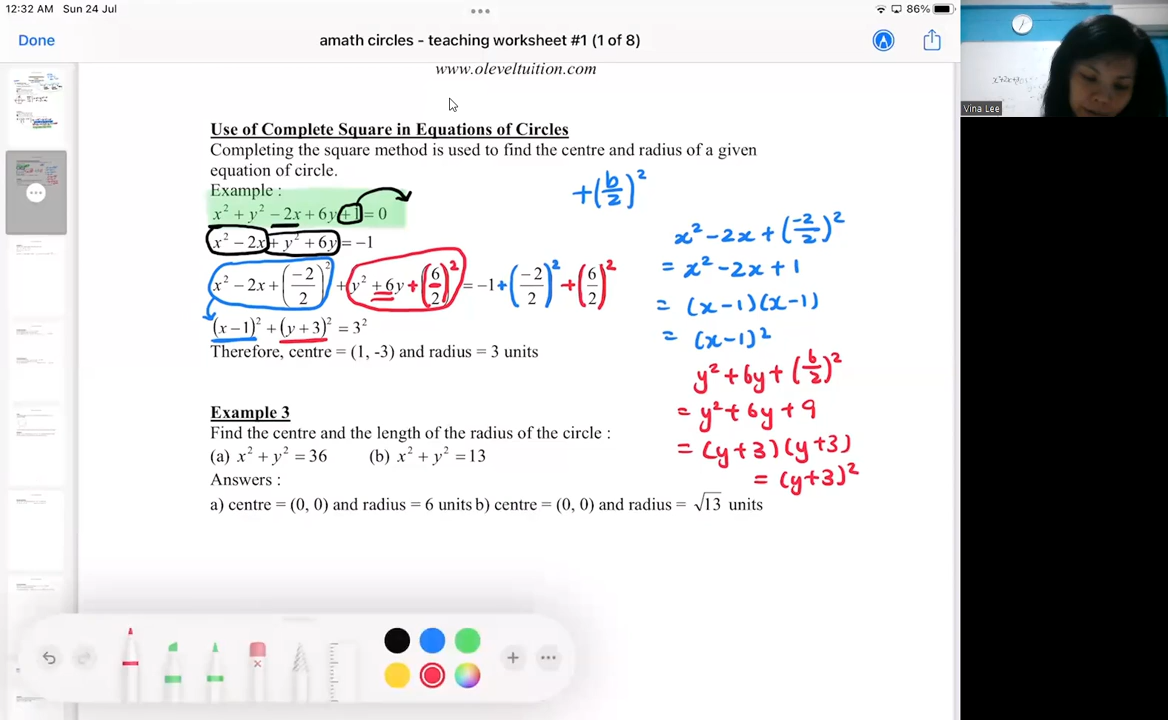 12:32 AM Sun 24 Jul
86%
Done
amath circles - teaching worksheet #1 (1 of 8)
Vina Lee
www.oleveltuition.com
Use of Complete Square in Equations of Circles
Completing the square method is used to find the centre and radius of a given
equation of circle.
Example :
x² + y² − 2x + 6y + 1 = 0
x² − 2x + y² + 6y = −1
x² − 2x + (−2/2)² + y² + 6y + (6/2)² = −1 + (−2/2)² + (6/2)²
(x − 1)² + (y + 3)² = 3²
Therefore, centre = (1, -3) and radius = 3 units
+(b/2)²
x² − 2x + (−2/2)²
= x² − 2x + 1
= (x−1)(x−1)
= (x−1)²
y² + 6y + (6/2)²
= y² + 6y + 9
= (y+3)(y+3)
= (y+3)²
Example 3
Find the centre and the length of the radius of the circle :
(a) x² + y² = 36 (b) x² + y² = 13
Answers :
a) centre = (0, 0) and radius = 6 units b) centre = (0, 0) and radius = √13 units